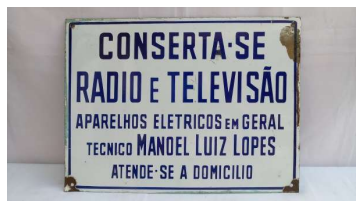 CONSERTA-SE
RADIO E TELEVISÃO
APARELHOS ELETRICOS EM GERAL
TECNICO MANOEL LUIZ LOPES
ATENDE-SE A DOMICILIO